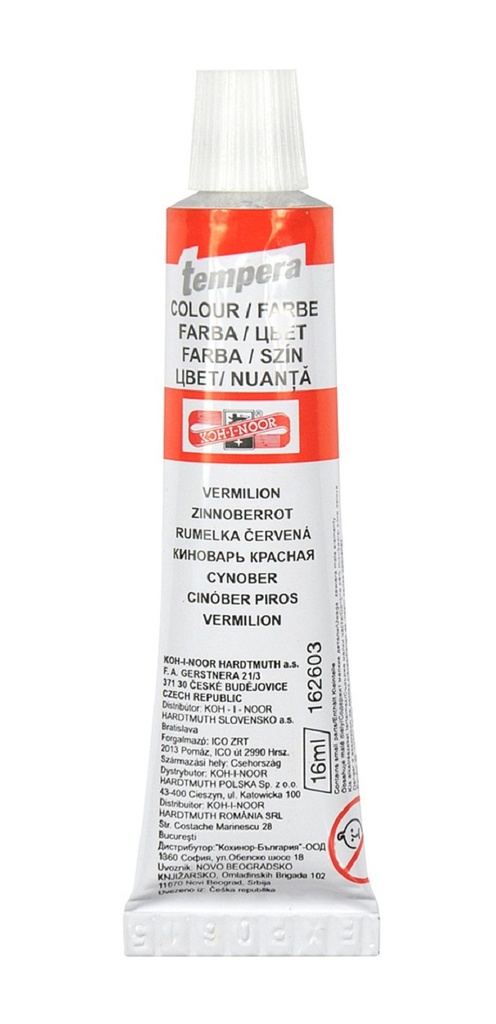 tempera
COLOUR / FARBE
FARBA / ЦВЕТ
FARBA / SZÍN
ЦВЕТ/ NUANȚĂ
KOH-I-NOOR
VERMILION
ZINNOBERROT
RUMELKA ČERVENÁ
КИНОВАРЬ КРАСНАЯ
CYNOBER
CINÓBER PIROS
VERMILION
KOH-I-NOOR HARDTMUTH a.s.
F. A. GERSTNERA 21/3
371 30 ČESKÉ BUDĚJOVICE
CZECH REPUBLIC
Distribútor: KOH - I - NOOR
HARDTMUTH SLOVENSKO a.s.
Bratislava
Forgalmazó: ICO ZRT
2013 Pomáz, ICO út 2990 Hrsz.
Származási hely: Csehország
Dystrybutor: KOH-I-NOOR
HARDTMUTH POLSKA Sp. z o.o.
43-400 Cieszyn, ul. Katowicka 100
Distribuitor: KOH-I-NOOR
HARDTMUTH ROMÂNIA SRL
Str. Costache Marinescu 28
București
Дистрибутор:"Кохинор-България"-ООД
1360 София, ул.Обелско шосе 18
Uvoznik: NOVO BEOGRADSKO
KNJIŽARSKO, Omladinskih Brigada 102
11070 Novi Beograd, Srbija
Uvezeno iz: Češka republika
16ml 162603